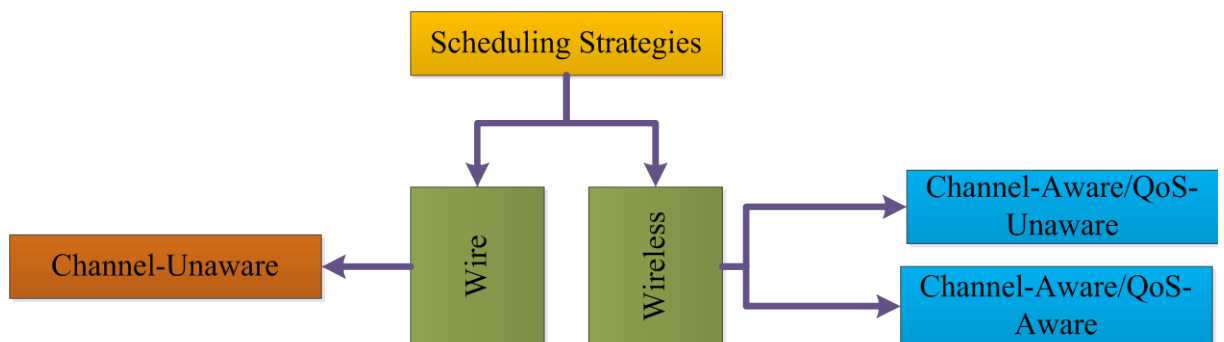 Scheduling Strategies
Channel-Unaware
Wire
Wireless
Channel-Aware/QoS-
Unaware
Channel-Aware/QoS-
Aware